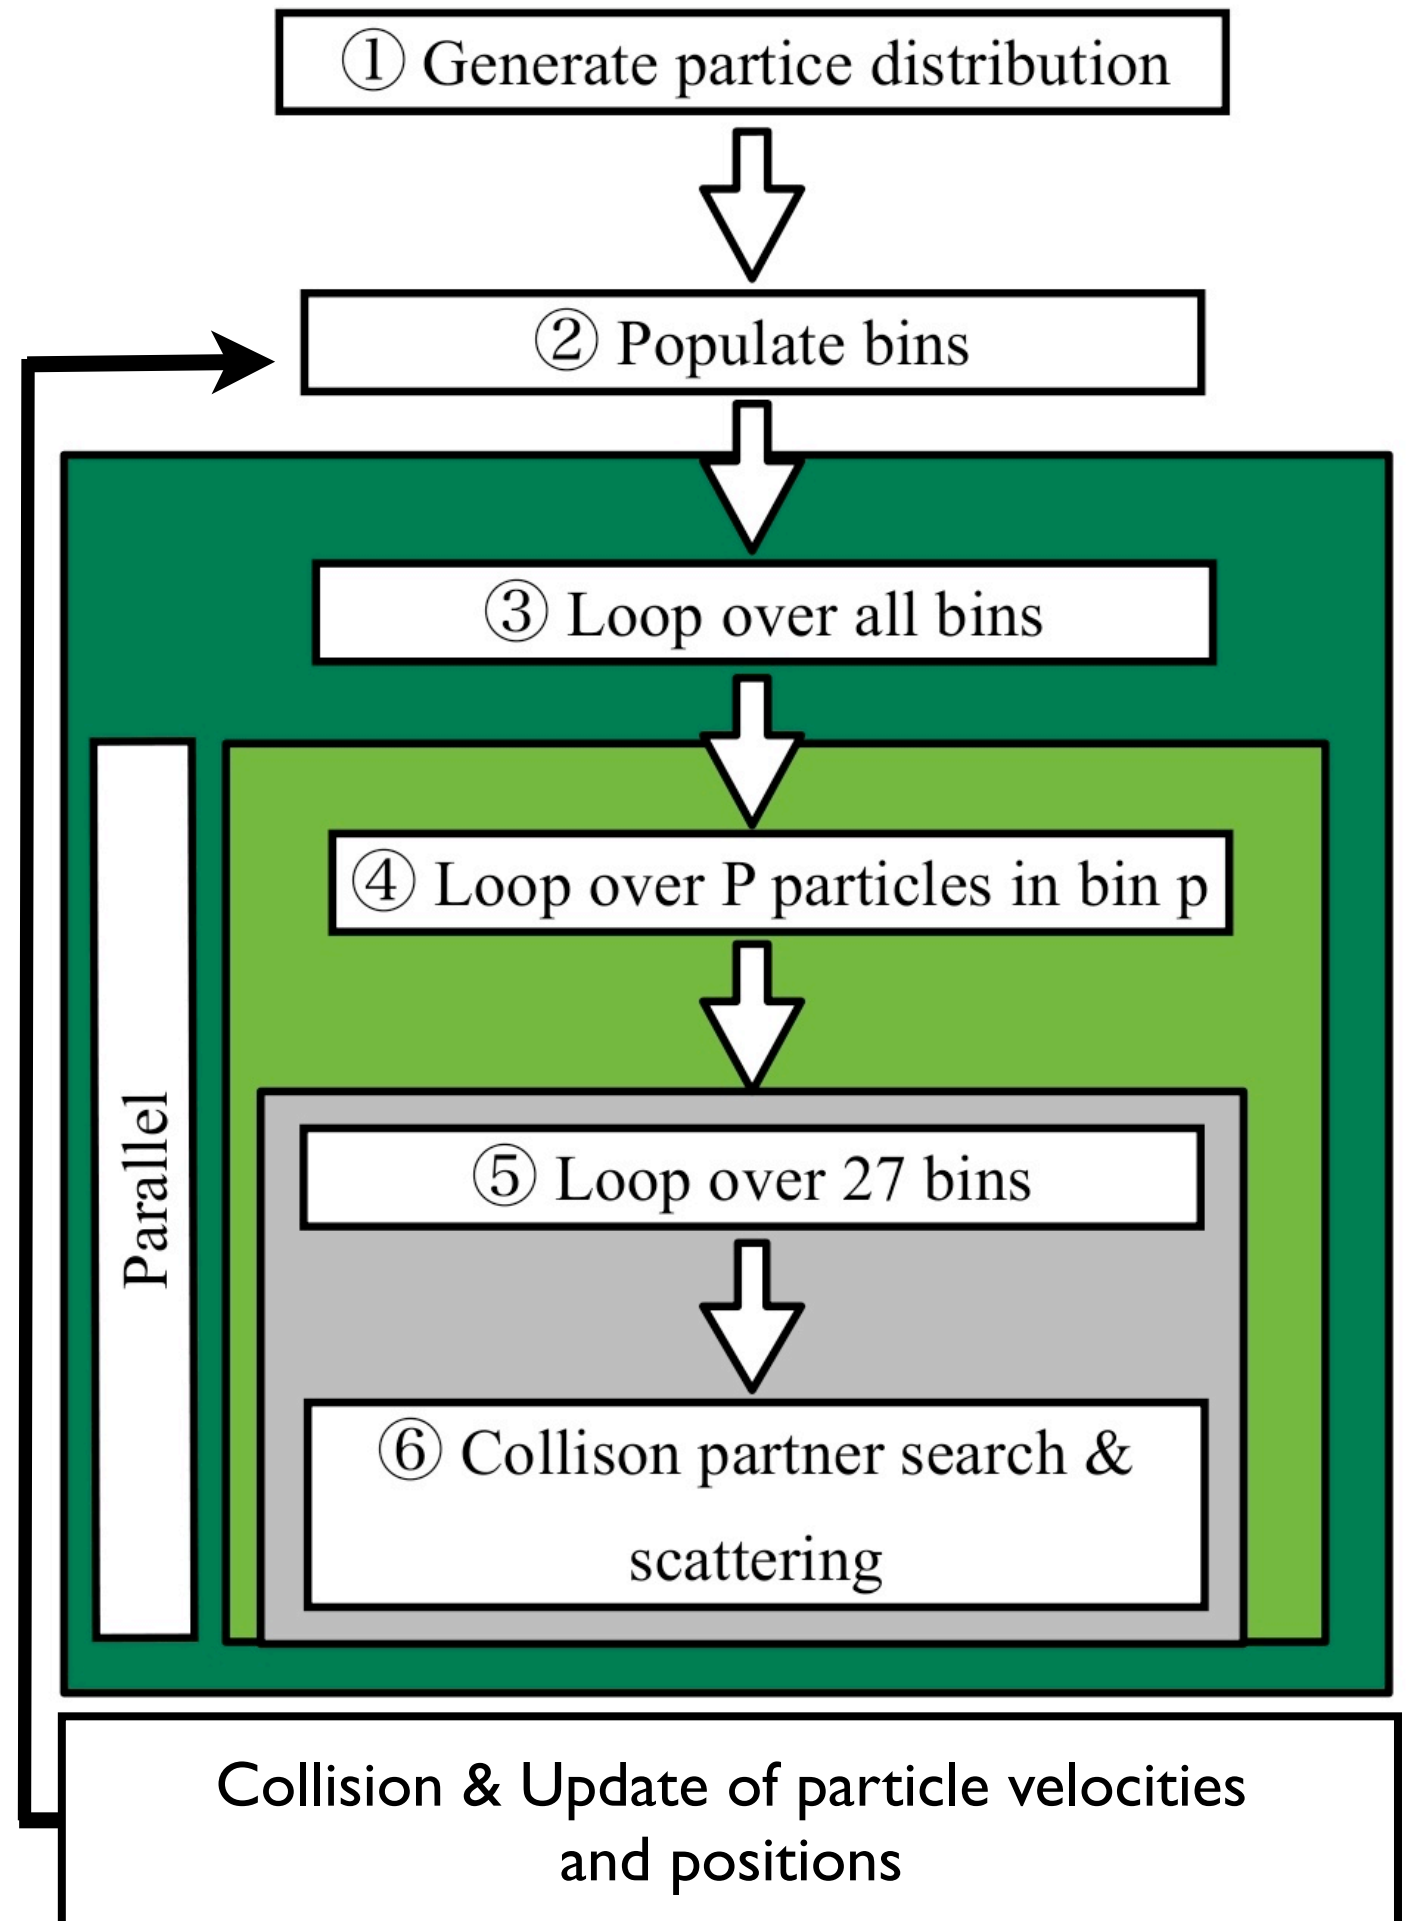 ① Generate partice distribution
② Populate bins
③ Loop over all bins
④ Loop over P particles in bin p
Parallel
⑤ Loop over 27 bins
⑥ Collison partner search &
scattering
Collision & Update of particle velocities
and positions